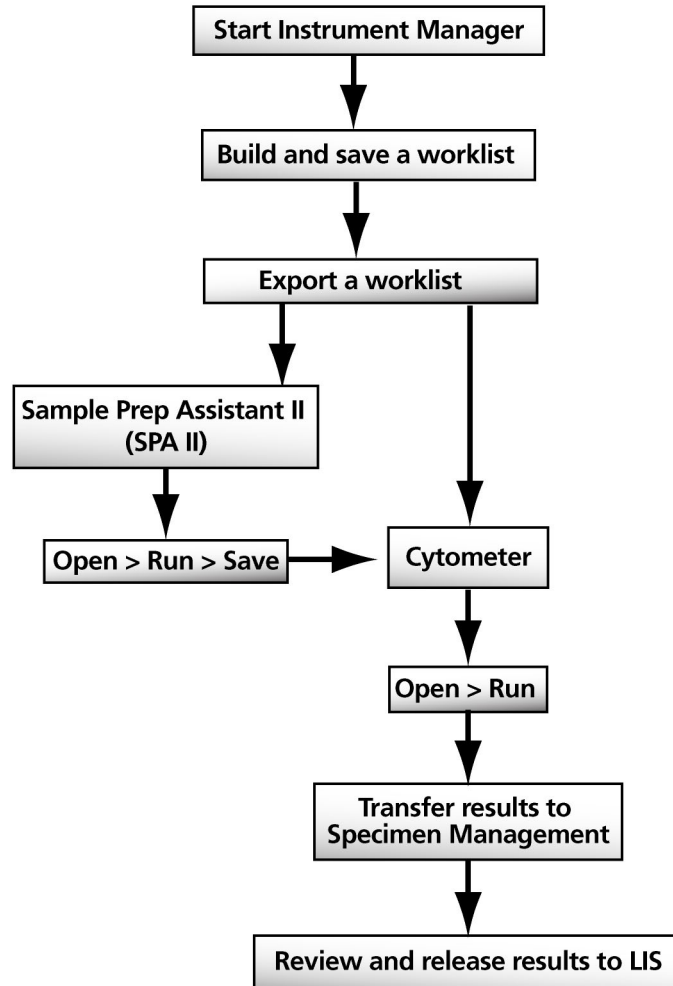 Start Instrument Manager
Build and save a worklist
Export a worklist
Sample Prep Assistant II
(SPA II)
Open > Run > Save
Cytometer
Open > Run
Transfer results to
Specimen Management
Review and release results to LIS